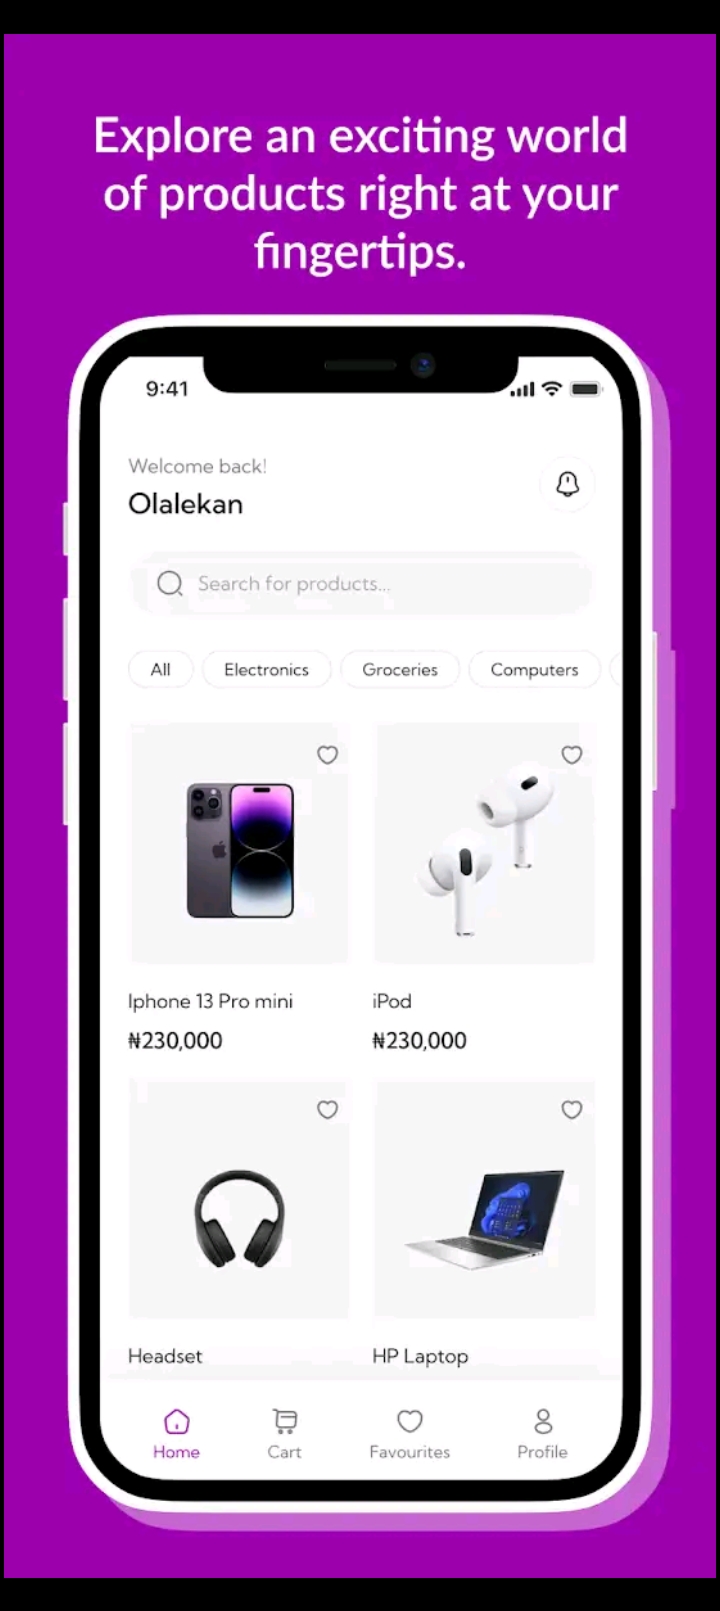 Explore an exciting world
of products right at your
fingertips.
9:41
Welcome back!
Olalekan
Search for products...
All Electronics Groceries Computers
Iphone 13 Pro mini iPod
₦230,000 ₦230,000
Headset HP Laptop
Home Cart Favourites Profile